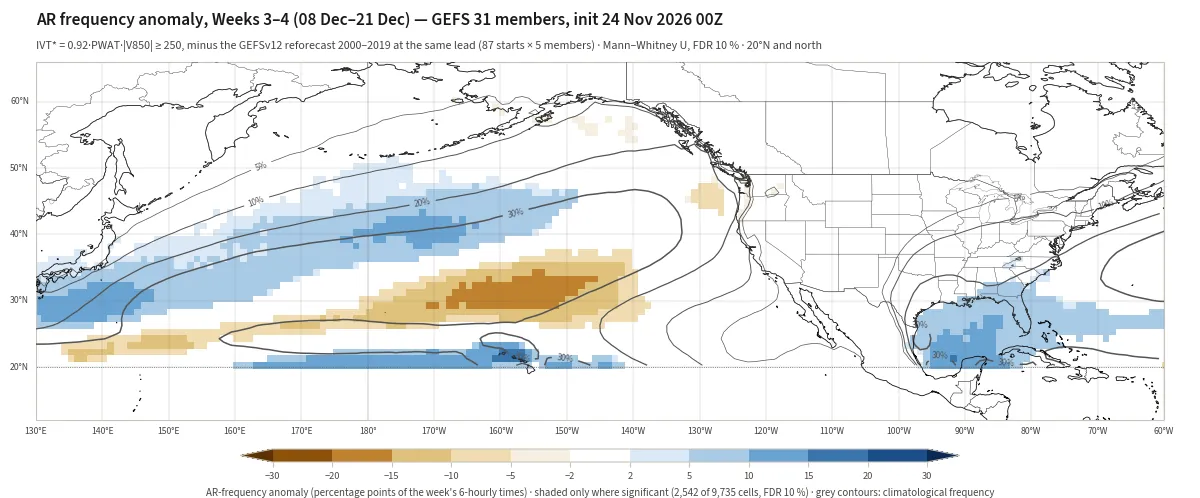 AR frequency anomaly, Weeks 3–4 (08 Dec–21 Dec) — GEFS 31 members, init 24 Nov 2026 00Z
IVT* = 0.92·PWAT·|V850| ≥ 250, minus the GEFSv12 reforecast 2000–2019 at the same lead (87 starts × 5 members) · Mann–Whitney U, FDR 10 % · 20°N and north
60°N
50°N
40°N
30°N
20°N
5%
10%
20%
30%
30%
5%
10%
30%
30%
30%
130°E 140°E 150°E 160°E 170°E 180° 170°W 160°W 150°W 140°W 130°W 120°W 110°W 100°W 90°W 80°W 70°W 60°W
−30 −20 −15 −10 −5 −2 2 5 10 15 20 30
AR-frequency anomaly (percentage points of the week's 6-hourly times) · shaded only where significant (2,542 of 9,735 cells, FDR 10 %) · grey contours: climatological frequency